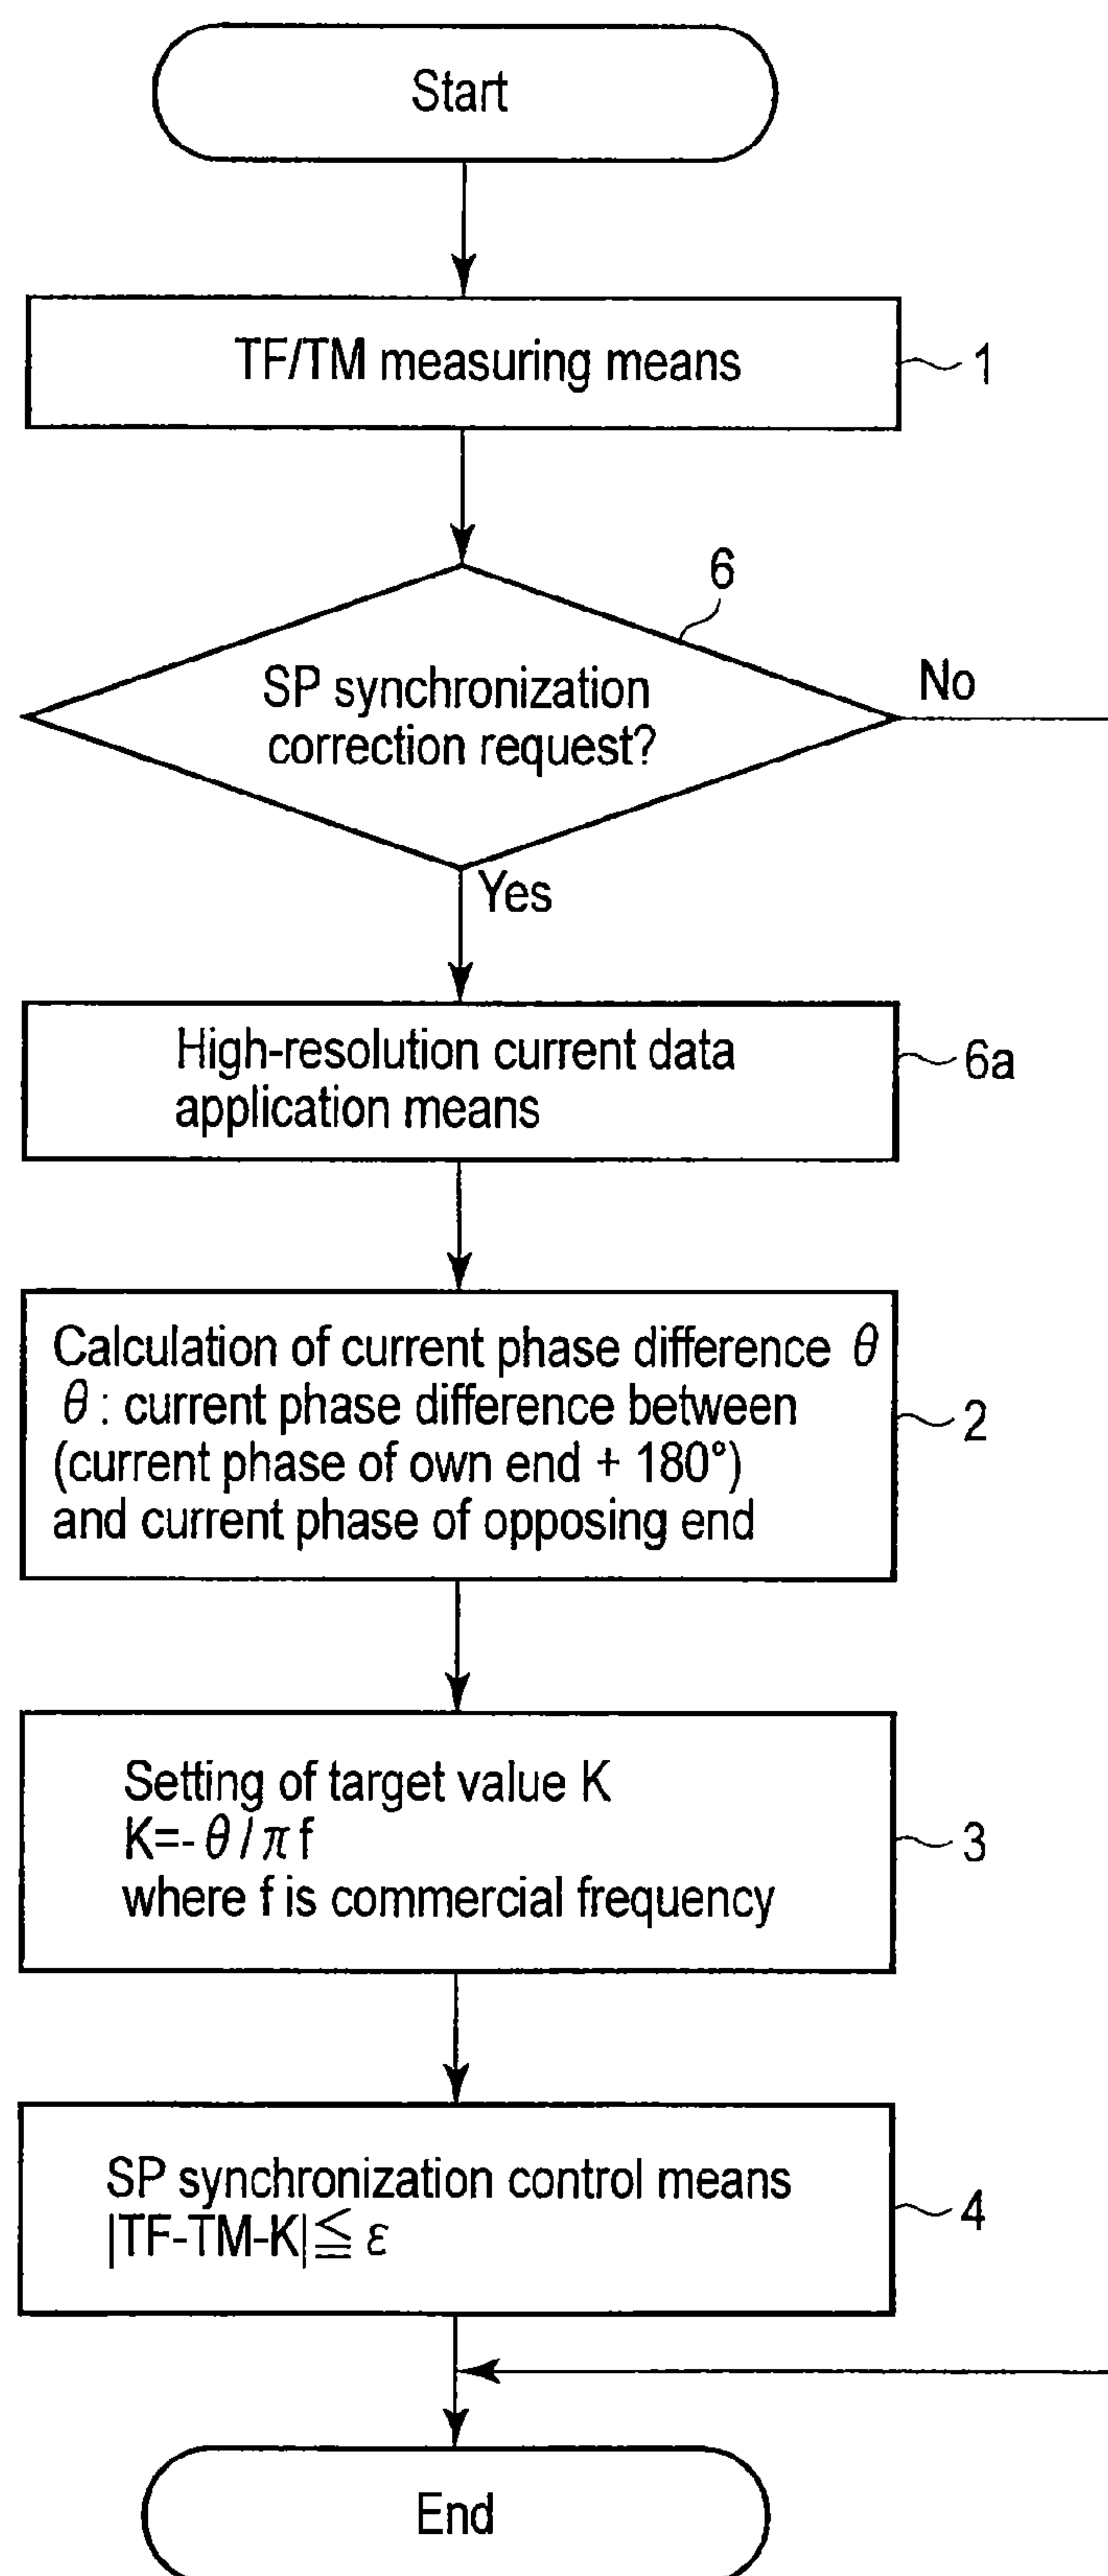 Start
TF/TM measuring means
1
6
SP synchronization
correction request?
No
Yes
High-resolution current data
application means
6a
Calculation of current phase difference θ
θ : current phase difference between
(current phase of own end + 180°)
and current phase of opposing end
2
Setting of target value K
K=-θ/πf
where f is commercial frequency
3
SP synchronization control means
|TF-TM-K|≦ε
4
End